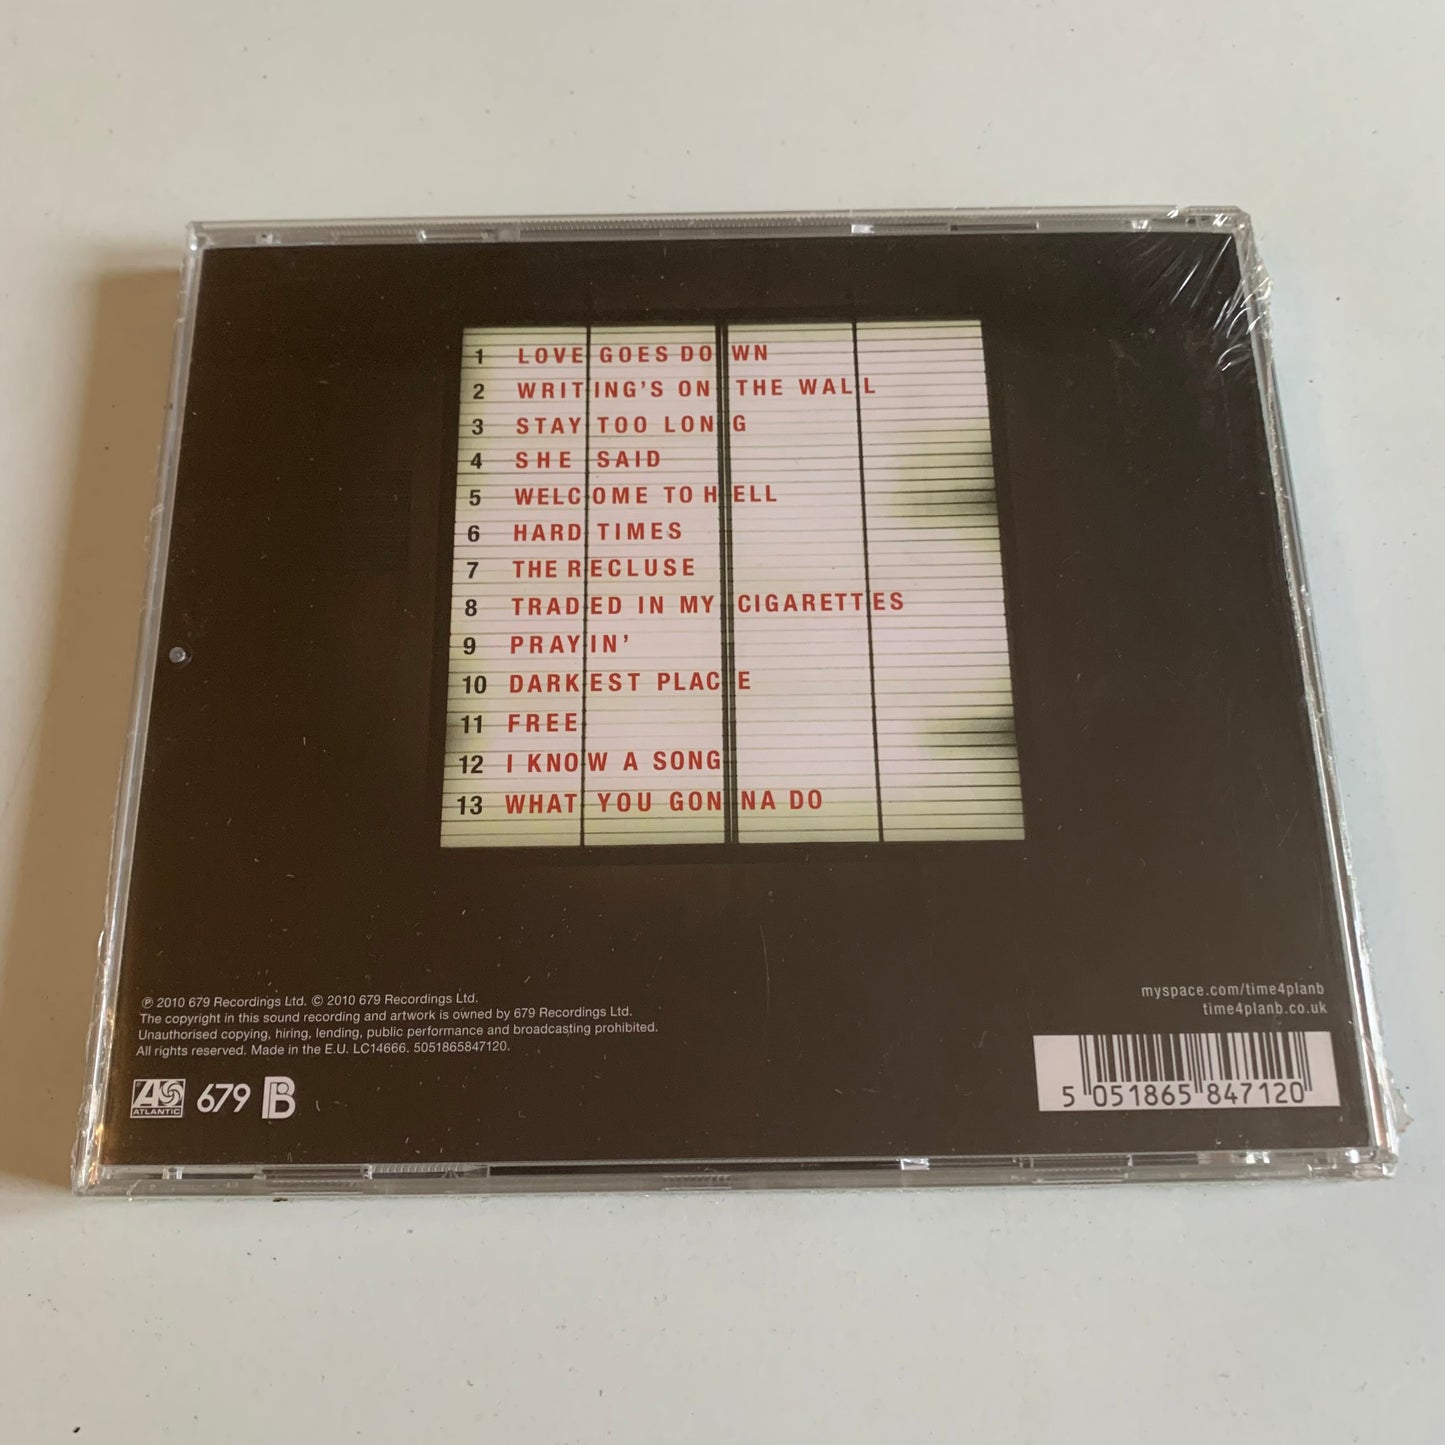 1 LOVE GOES DOWN
2 WRITING'S ON THE WALL
3 STAY TOO LONG
4 SHE SAID
5 WELCOME TO HELL
6 HARD TIMES
7 THE RECLUSE
8 TRADED IN MY CIGARETTES
9 PRAYIN'
10 DARKEST PLACE
11 FREE
12 I KNOW A SONG
13 WHAT YOU GONNA DO
℗ 2010 679 Recordings Ltd. © 2010 679 Recordings Ltd.
The copyright in this sound recording and artwork is owned by 679 Recordings Ltd.
Unauthorised copying, hiring, lending, public performance and broadcasting prohibited.
All rights reserved. Made in the E.U. LC14666. 5051865847120.
myspace.com/time4planb
time4planb.co.uk
ATLANTIC 679 B
5 051865 847120